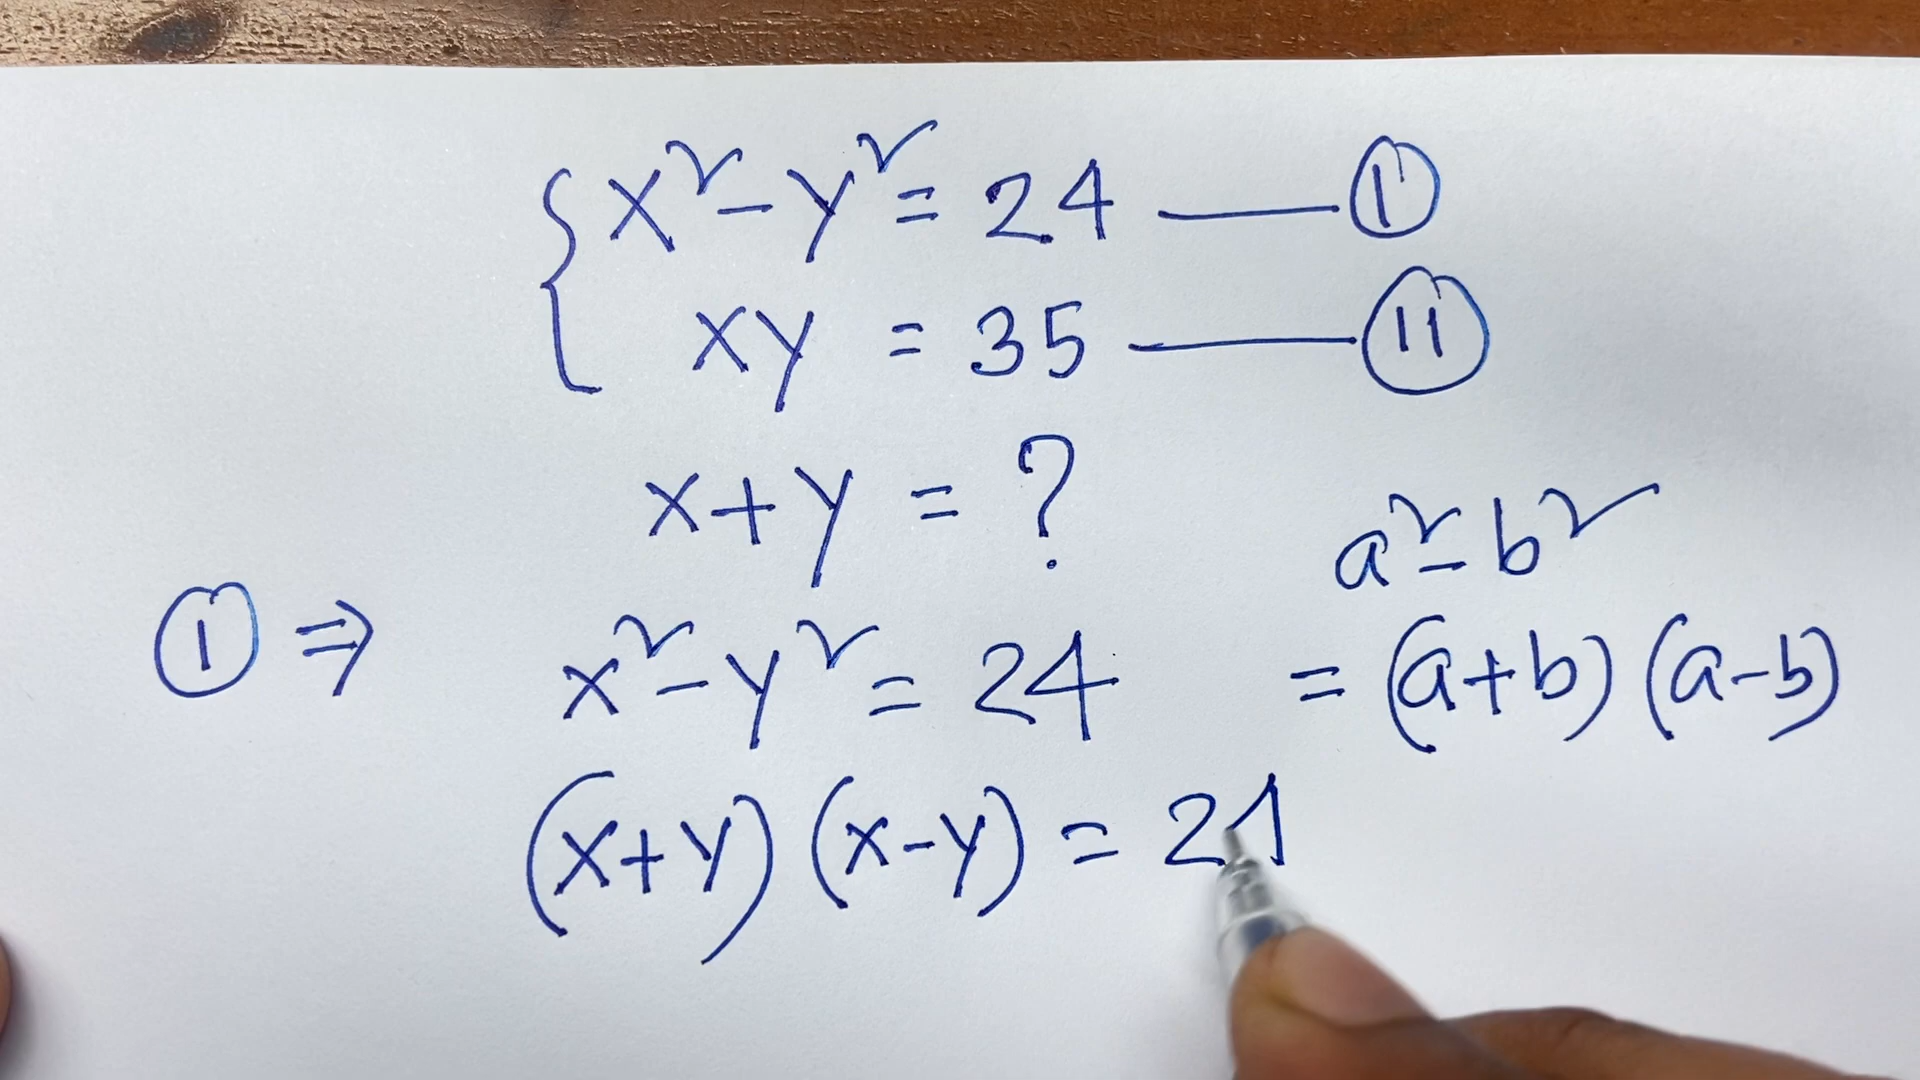 x² - y² = 24 —— ①
xy = 35 —— ⑪
x + y = ?
a² - b²
① ⇒ x² - y² = 24
= (a+b) (a-b)
(x+y) (x-y) = 24